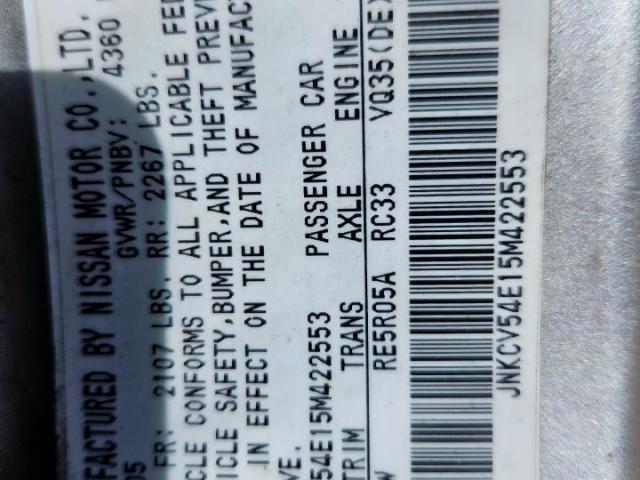 FACTURED BY NISSAN MOTOR CO.,LTD.
05 GVWR/PNBV: 4360
FR: 2107 LBS. RR: 2267 LBS.
CLE CONFORMS TO ALL APPLICABLE FE
ICLE SAFETY,BUMPER,AND THEFT PREV
IN EFFECT ON THE DATE OF MANUFAC
VE.
54E15M422553 PASSENGER CAR
TRIM TRANS AXLE ENGINE
W RE5R05A RC33 VQ35(DE)
JNKCV54E15M422553